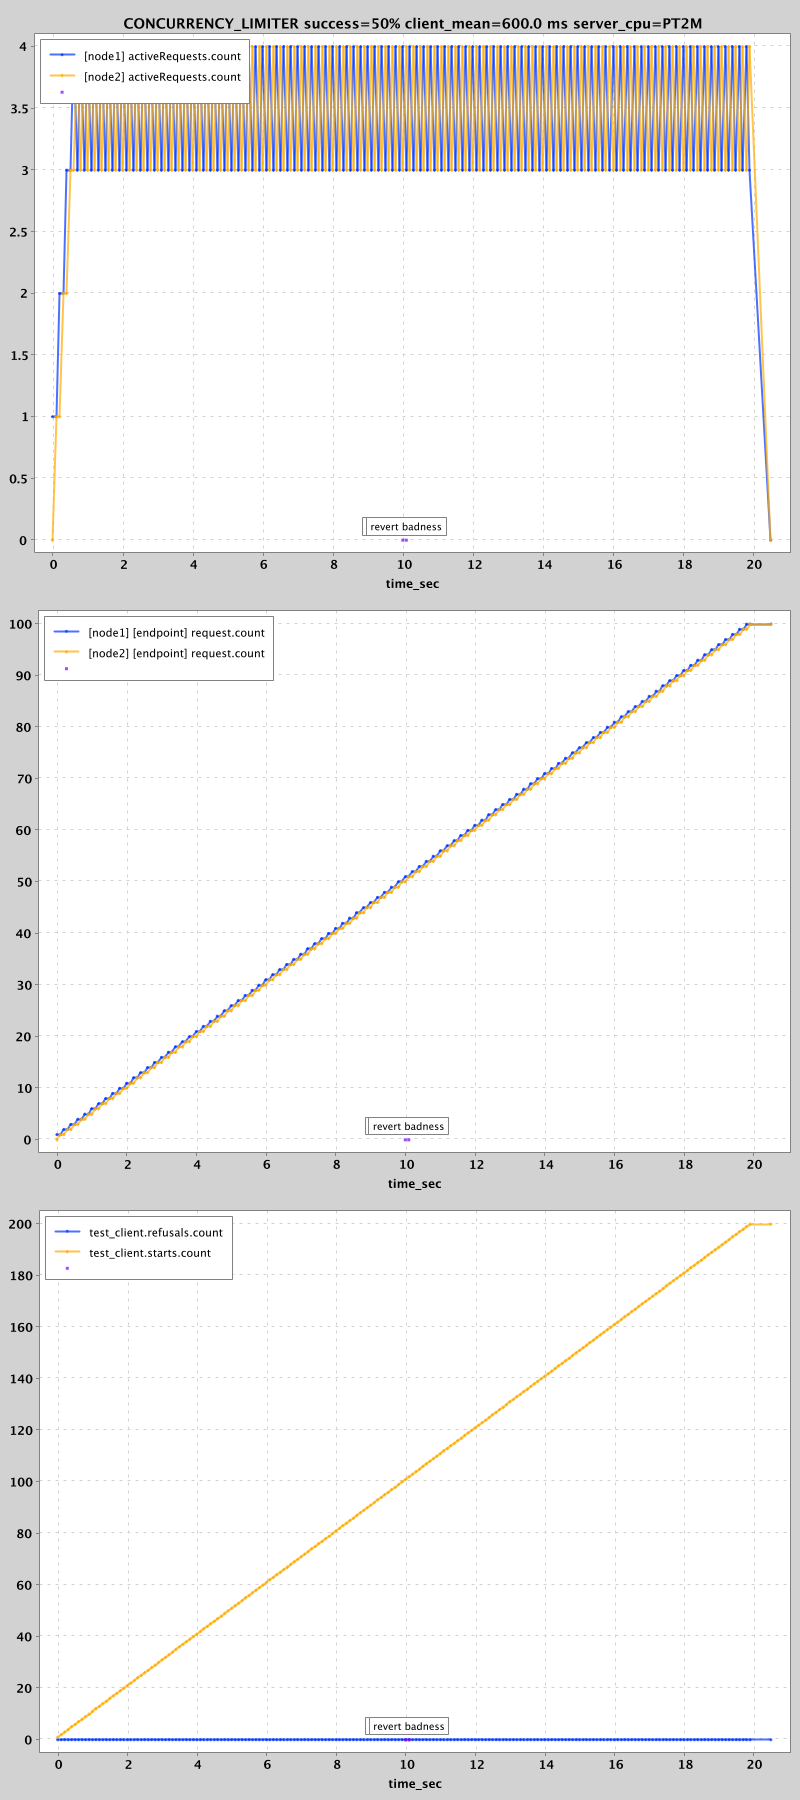 CONCURRENCY_LIMITER success=50% client_mean=600.0 ms server_cpu=PT2M
[node1] activeRequests.count
[node2] activeRequests.count
4
3.5
3
2.5
2
1.5
1
0.5
0
revert badness
0 2 4 6 8 10 12 14 16 18 20
time_sec
[node1] [endpoint] request.count
[node2] [endpoint] request.count
100
90
80
70
60
50
40
30
20
10
0
revert badness
0 2 4 6 8 10 12 14 16 18 20
time_sec
test_client.refusals.count
test_client.starts.count
200
180
160
140
120
100
80
60
40
20
0
revert badness
0 2 4 6 8 10 12 14 16 18 20
time_sec